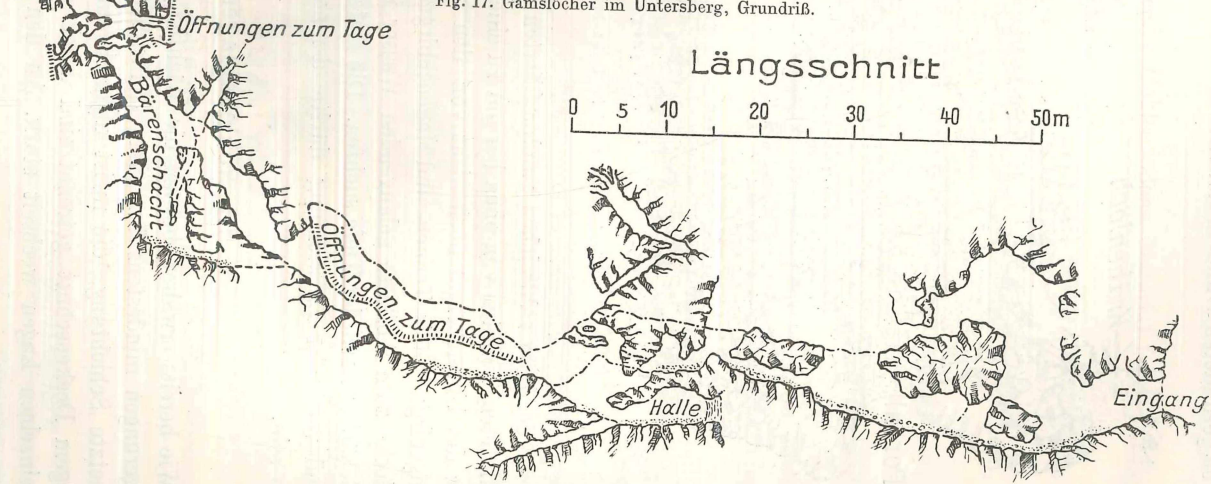 Fig. 17. Gamslöcher im Untersberg, Grundriß.
Öffnungen zum Tage
Längsschnitt
0 5 10 20 30 40 50m
Bärenschacht
Öffnungen zum Tage
Halle
Eingang